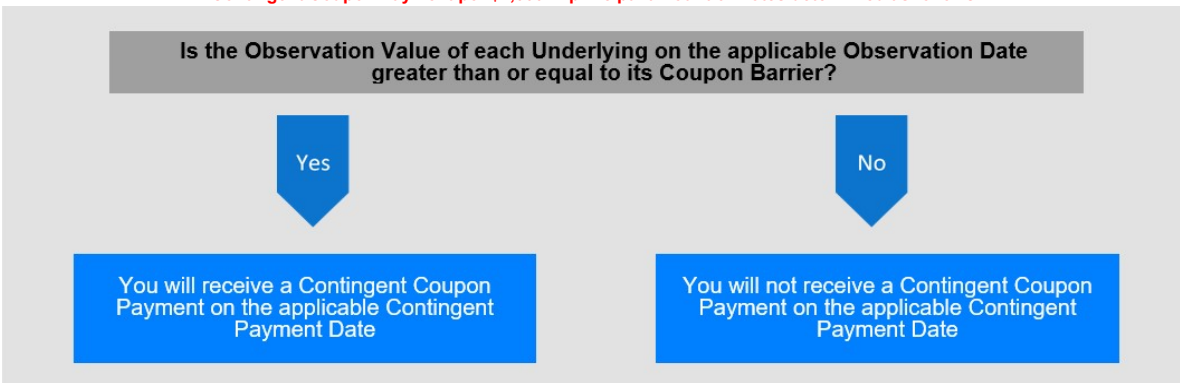 Is the Observation Value of each Underlying on the applicable Observation Date
greater than or equal to its Coupon Barrier?
Yes
No
You will receive a Contingent Coupon
Payment on the applicable Contingent
Payment Date
You will not receive a Contingent Coupon
Payment on the applicable Contingent
Payment Date